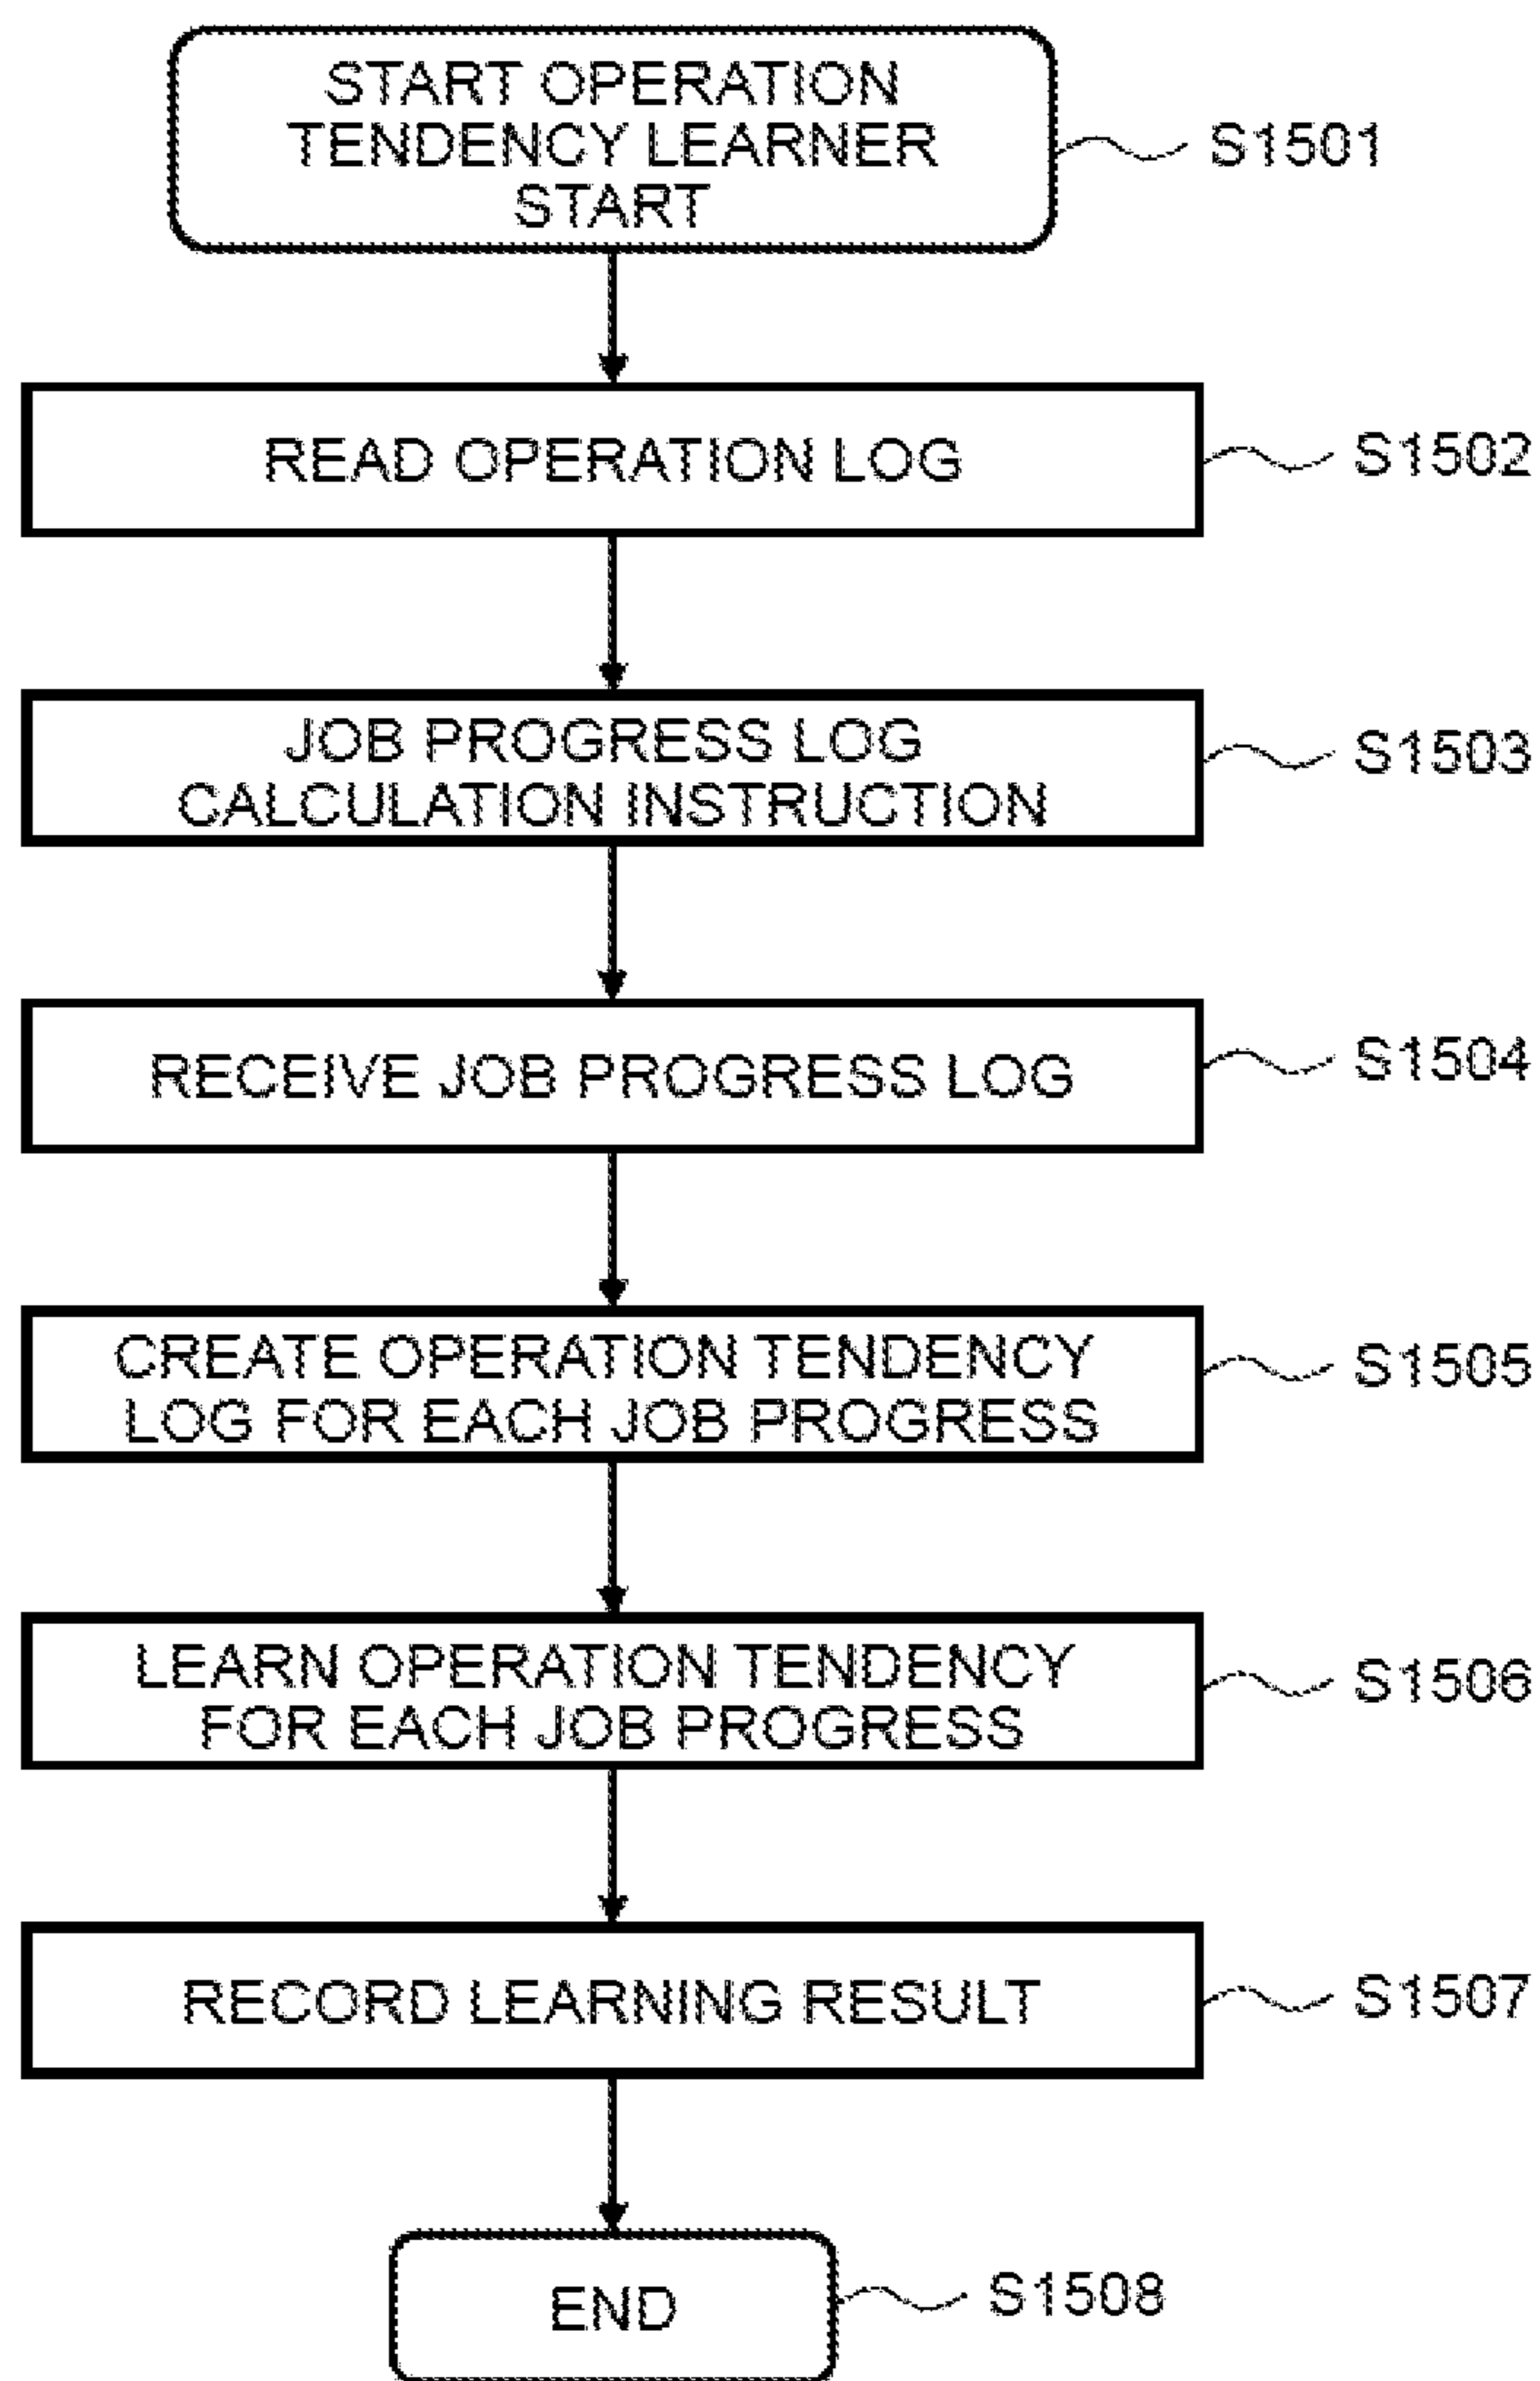 START OPERATION
TENDENCY LEARNER
START
S1501
READ OPERATION LOG
S1502
JOB PROGRESS LOG
CALCULATION INSTRUCTION
S1503
RECEIVE JOB PROGRESS LOG
S1504
CREATE OPERATION TENDENCY
LOG FOR EACH JOB PROGRESS
S1505
LEARN OPERATION TENDENCY
FOR EACH JOB PROGRESS
S1506
RECORD LEARNING RESULT
S1507
END
S1508